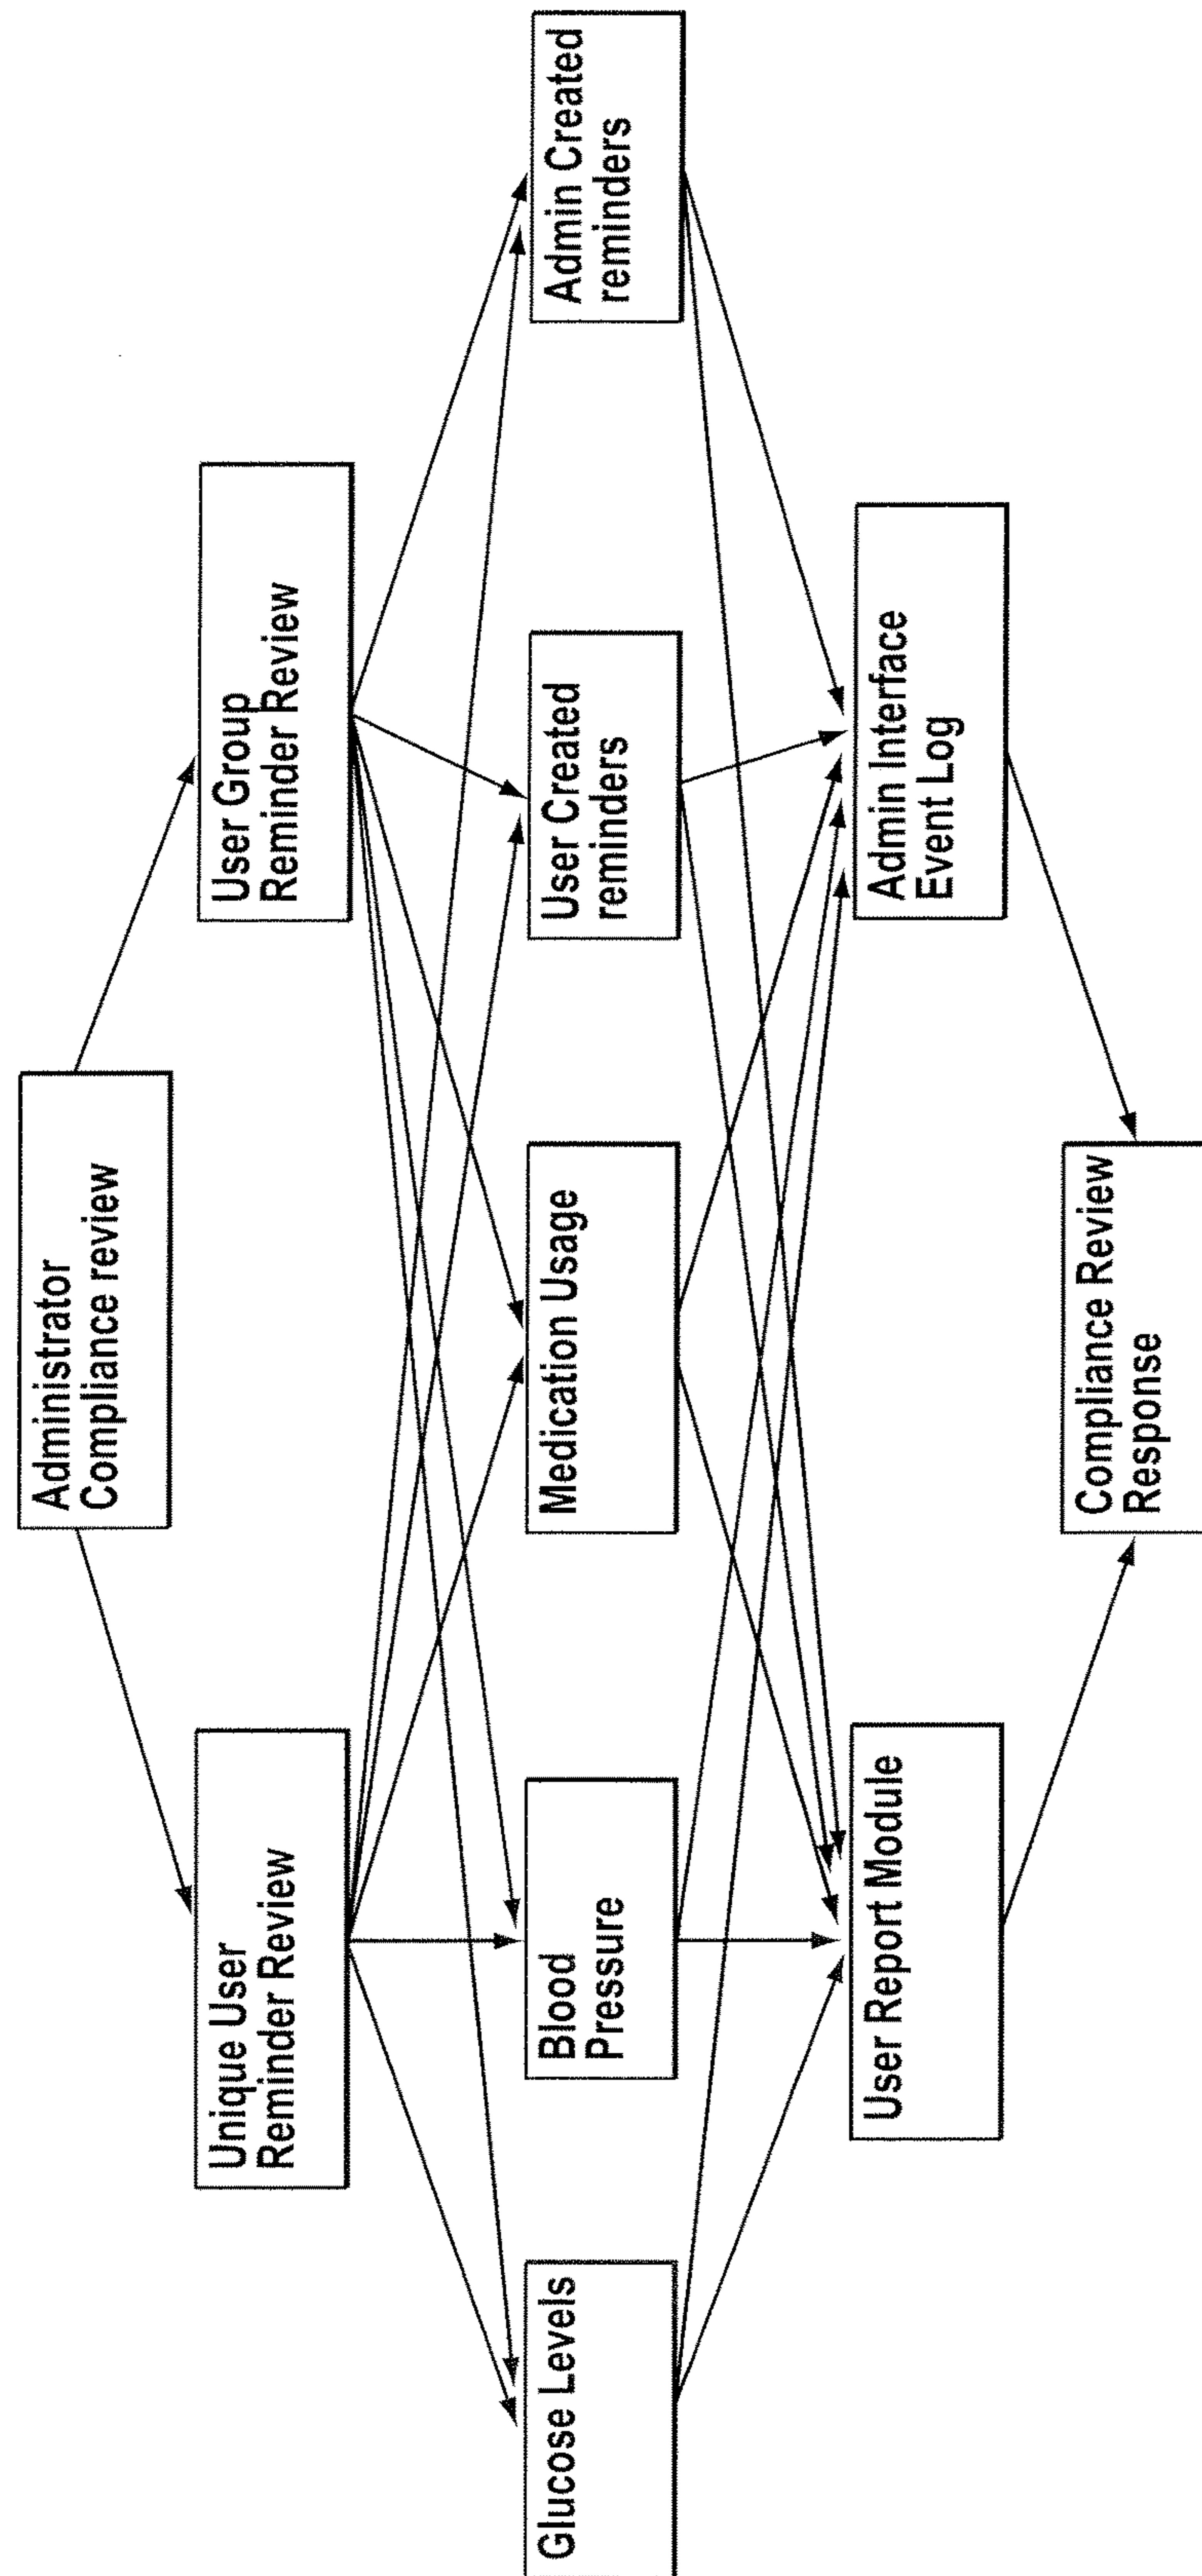 Administrator
Compliance review
Unique User
Reminder Review
User Group
Reminder Review
Glucose Levels
Blood
Pressure
Medication Usage
User Created
reminders
Admin Created
reminders
User Report Module
Admin Interface
Event Log
Compliance Review
Response